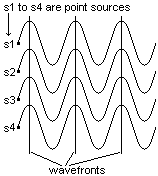 s1 to s4 are point sources
s1
s2
s3
s4
wavefronts